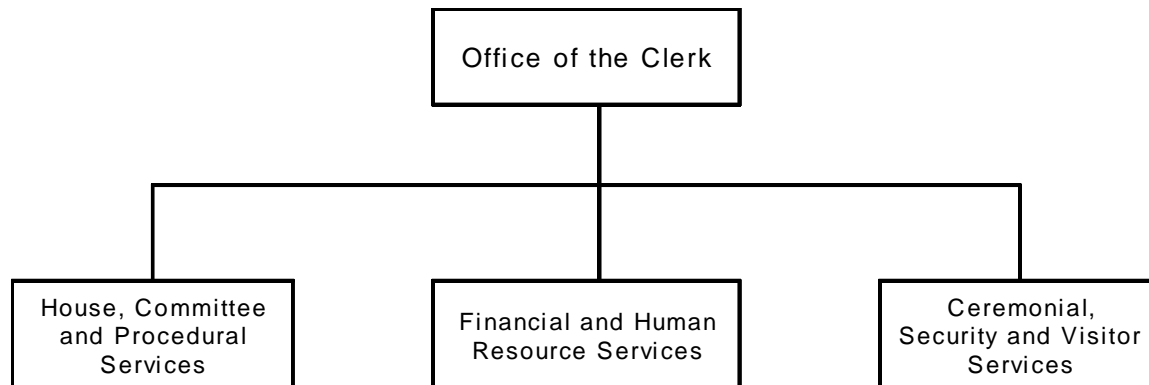 Office of the Clerk
House, Committee
and Procedural
Services
Financial and Human
Resource Services
Ceremonial,
Security and Visitor
Services